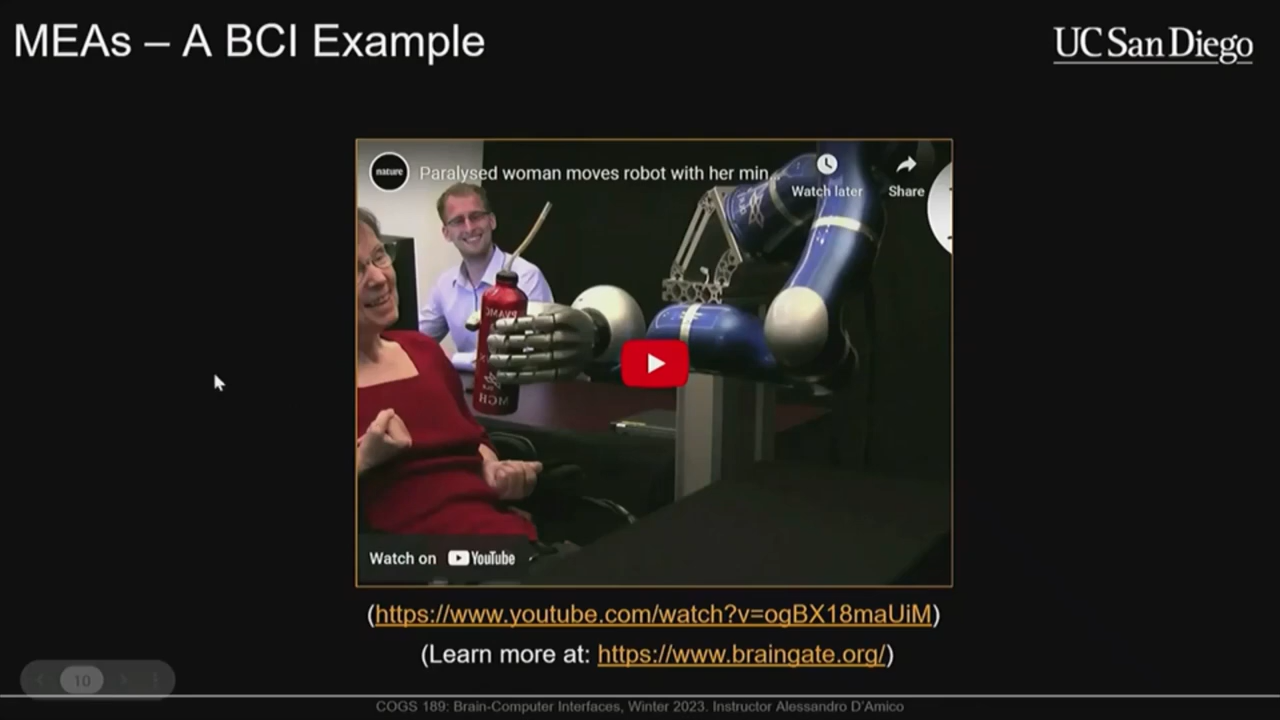 MEAs – A BCI Example
UC San Diego
nature
Paralysed woman moves robot with her min...
Watch later
Share
MGH
Watch on YouTube
(https://www.youtube.com/watch?v=ogBX18maUiM)
(Learn more at: https://www.braingate.org/)
10
COGS 189: Brain-Computer Interfaces, Winter 2023. Instructor Alessandro D'Amico